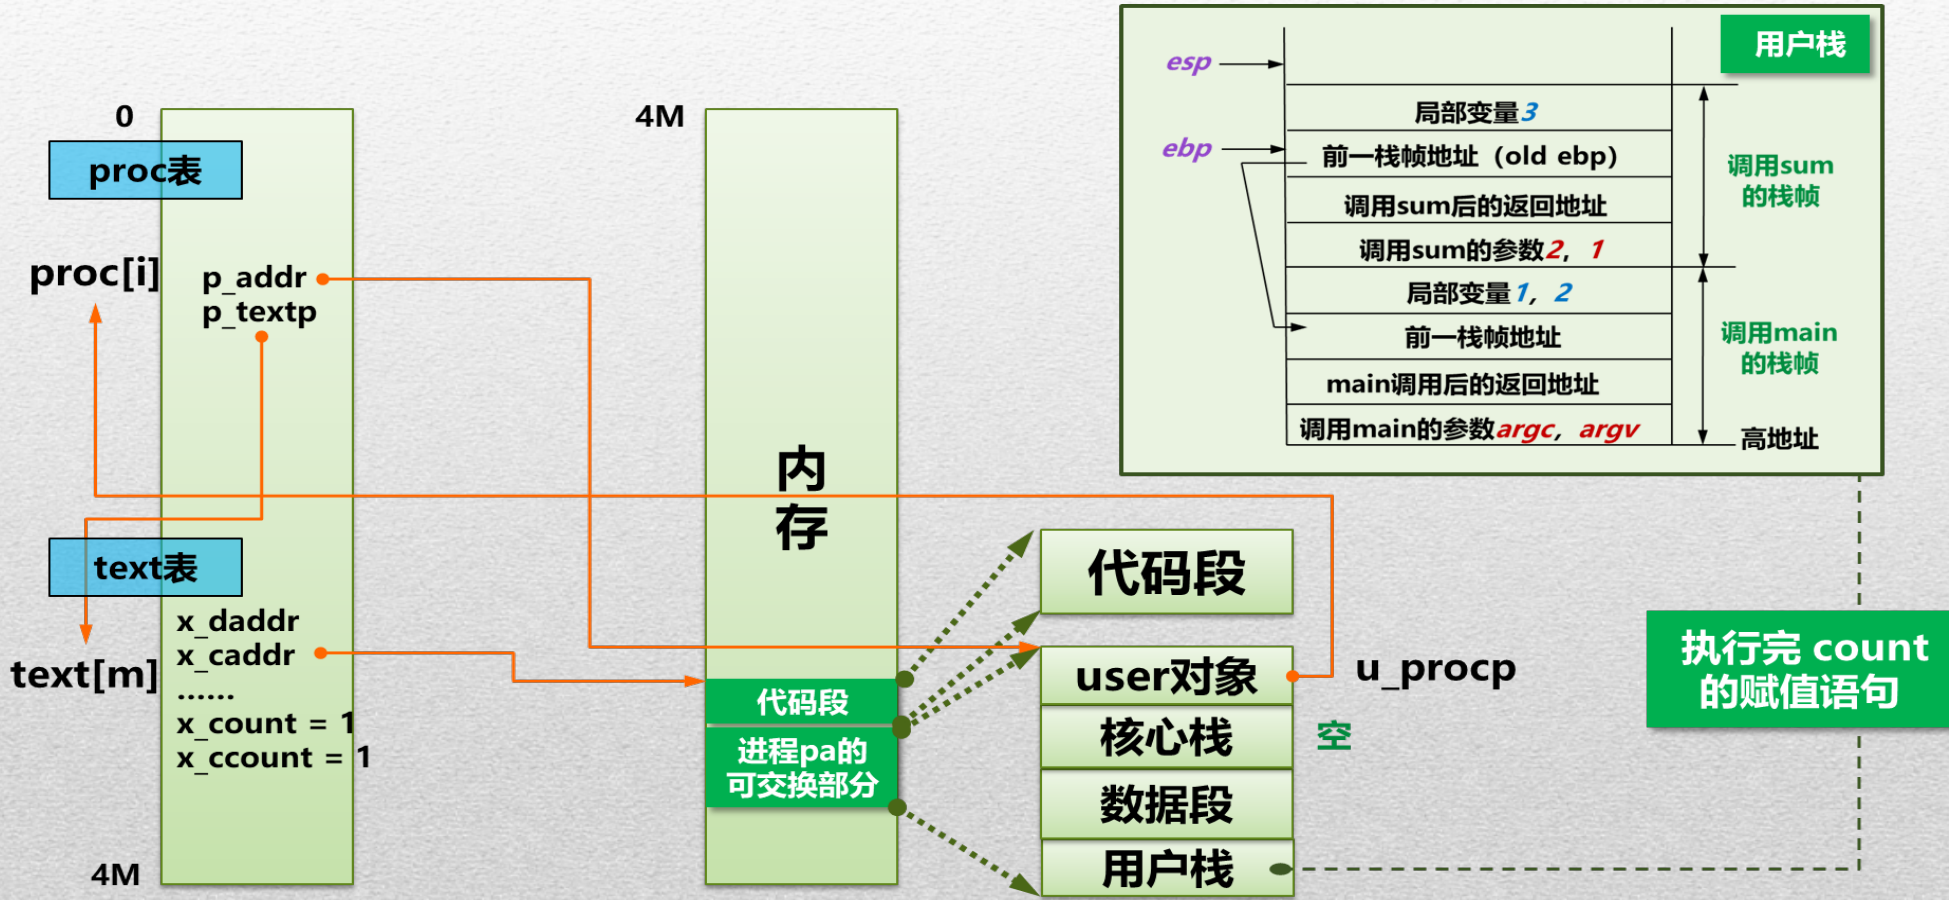 用户栈
esp
局部变量3
ebp
前一栈帧地址（old ebp）
调用sum后的返回地址
调用sum的参数2，1
调用sum
的栈帧
局部变量1，2
前一栈帧地址
main调用后的返回地址
调用main的参数argc，argv
调用main
的栈帧
高地址
0
proc表
proc[i]
p_addr
p_textp
text表
x_daddr
x_caddr
text[m]
......
x_count = 1
x_ccount = 1
4M
4M
内
存
代码段
进程pa的
可交换部分
代码段
user对象
u_procp
核心栈
空
数据段
用户栈
执行完 count
的赋值语句